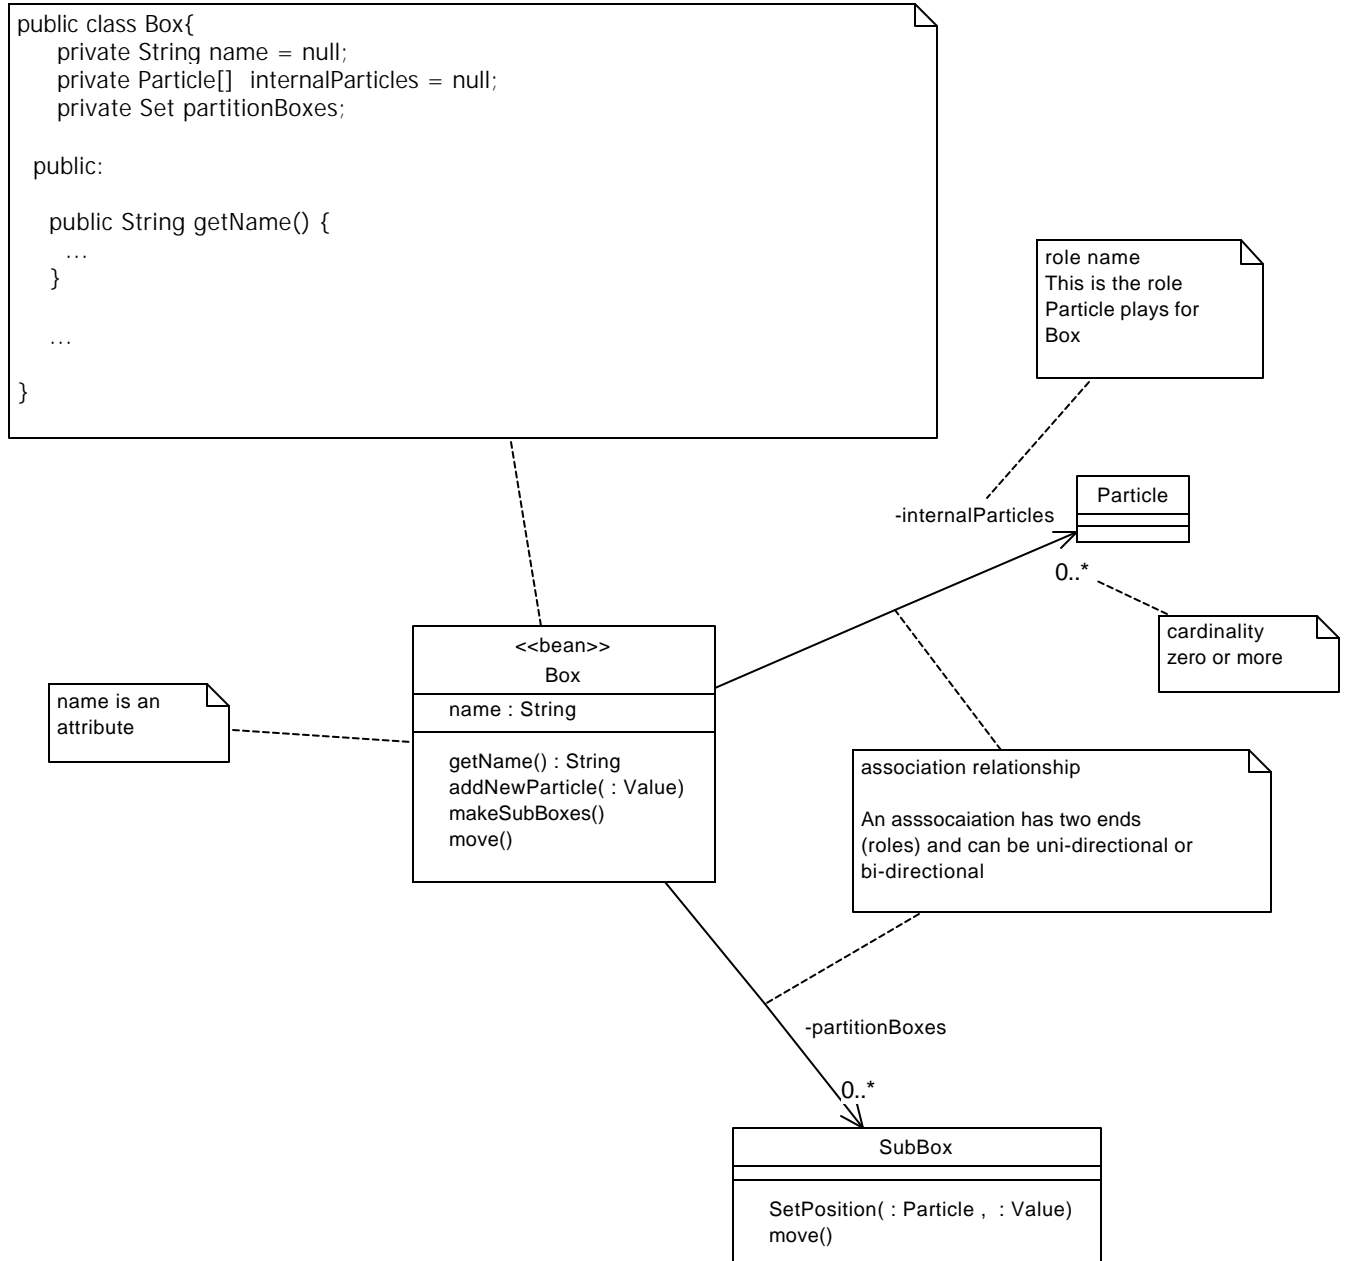 public class Box{
private String name = null;
private Particle[] internalParticles = null;
private Set partitionBoxes;
public:
public String getName() {
...
}
...
}
role name
This is the role
Particle plays for
Box
Particle
-internalParticles
0..*
cardinality
zero or more
<<bean>>
Box
name : String
getName() : String
addNewParticle( : Value)
makeSubBoxes()
move()
name is an
attribute
association relationship
An asssocaiation has two ends
(roles) and can be uni-directional or
bi-directional
-partitionBoxes
0..*
SubBox
SetPosition( : Particle , : Value)
move()